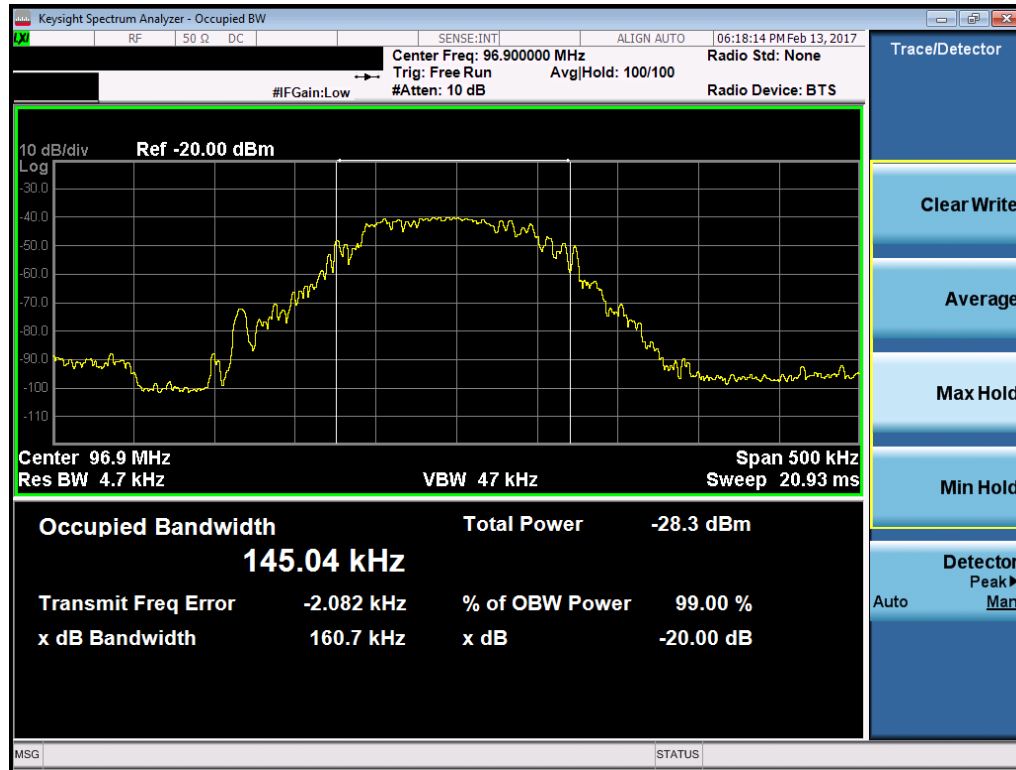 Keysight Spectrum Analyzer - Occupied BW
LXI RF 50 Ω DC SENSE:INT ALIGN AUTO 06:18:14 PM Feb 13, 2017
Center Freq: 96.900000 MHz Radio Std: None
Trig: Free Run Avg|Hold: 100/100
#IFGain:Low #Atten: 10 dB Radio Device: BTS
10 dB/div Ref -20.00 dBm
Log
-30.0
-40.0
-50.0
-60.0
-70.0
-80.0
-90.0
-100
-110
Center 96.9 MHz Span 500 kHz
Res BW 4.7 kHz VBW 47 kHz Sweep 20.93 ms
Occupied Bandwidth Total Power -28.3 dBm
145.04 kHz
Transmit Freq Error -2.082 kHz % of OBW Power 99.00 %
x dB Bandwidth 160.7 kHz x dB -20.00 dB
MSG STATUS
Trace/Detector
Clear Write
Average
Max Hold
Min Hold
Detector
Peak▶
Auto Man